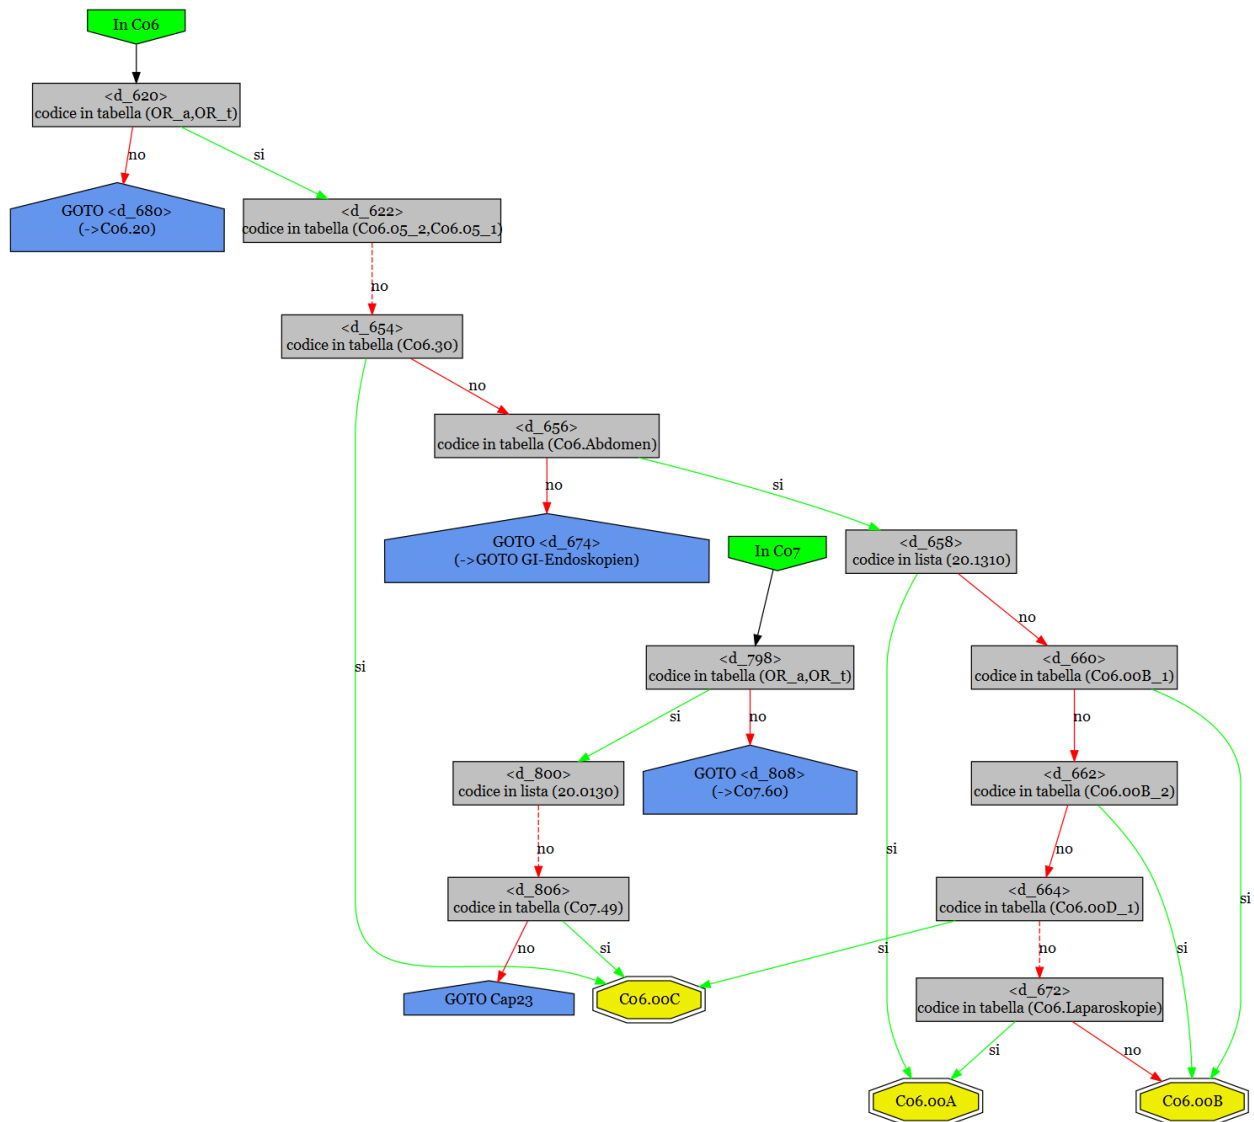 In C06
<d_620>
codice in tabella (OR_a,OR_t)
no
si
GOTO <d_680>
(->C06.20)
<d_622>
codice in tabella (C06.05_2,C06.05_1)
no
<d_654>
codice in tabella (C06.30)
no
<d_656>
codice in tabella (C06.Abdomen)
no
si
GOTO <d_674>
(->GOTO GI-Endoskopien)
In C07
<d_658>
codice in lista (20.1310)
no
si
<d_798>
codice in tabella (OR_a,OR_t)
<d_660>
codice in tabella (C06.00B_1)
si
no
no
<d_800>
codice in lista (20.0130)
GOTO <d_808>
(->C07.60)
<d_662>
codice in tabella (C06.00B_2)
no
si
no
<d_806>
codice in tabella (C07.49)
<d_664>
codice in tabella (C06.00D_1)
si
no
si
si
no
si
GOTO Cap23
C06.00C
<d_672>
codice in tabella (C06.Laparoskopie)
si
no
C06.00A
C06.00B